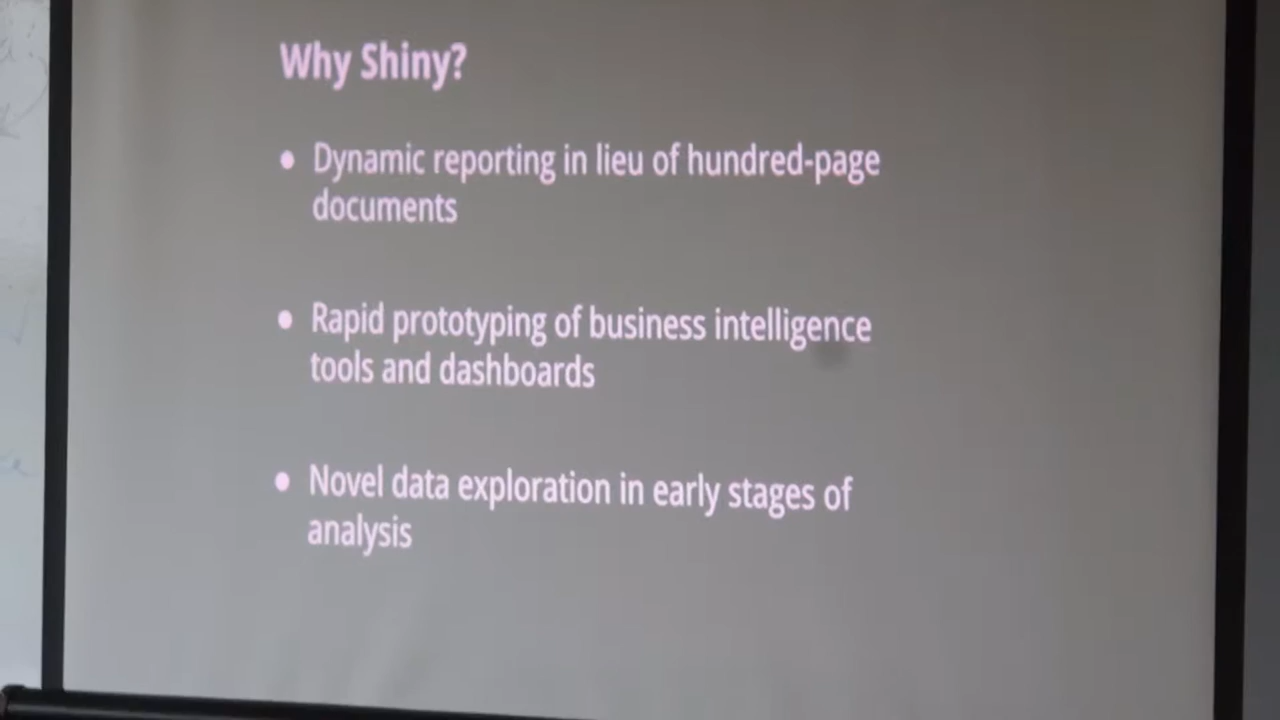 Why Shiny?
• Dynamic reporting in lieu of hundred-page
documents
• Rapid prototyping of business intelligence
tools and dashboards
• Novel data exploration in early stages of
analysis